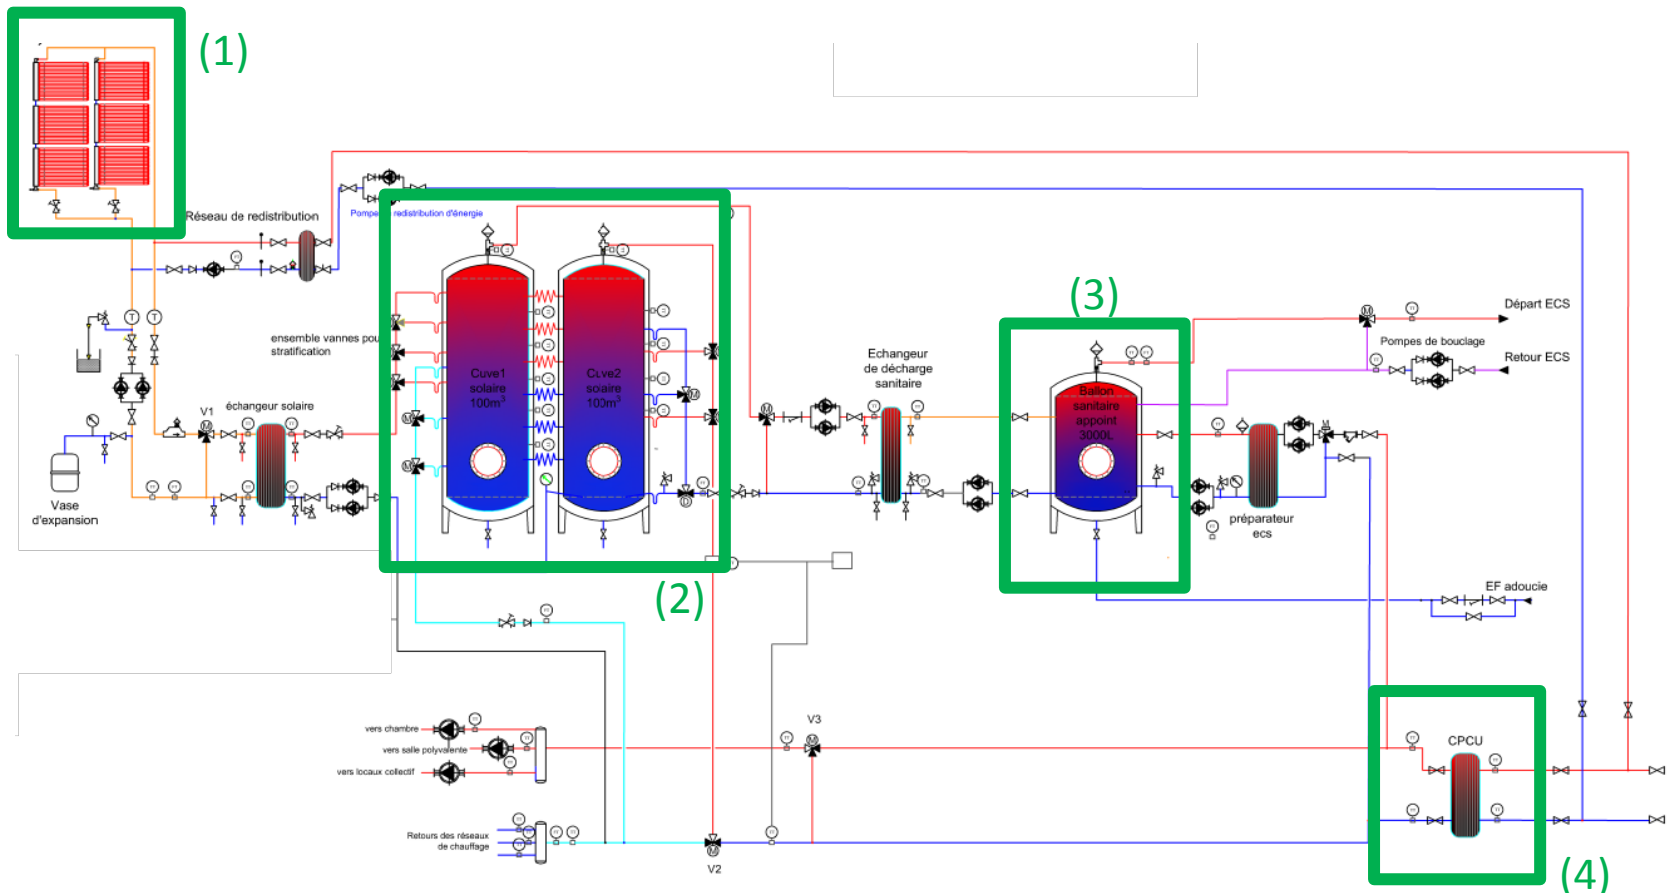 (1)
Réseau de redistribution
Pompe de redistribution d'énergie
(3)
Départ ECS
Pompes de bouclage
Retour ECS
T
T
ensemble vannes pou
stratification
Cuve1
solaire
100m³
solaire
100m³
Echangeur
de décharge
sanitaire
Ballon
sanitaire
appoint
3000L
V1
échangeur solaire
M
M
M
M
M
M
D
Vase
d'expansion
préparateur
ecs
(2)
EF adoucie
V3
M
vers chambre
vers salle polyvalente
vers locaux collectif
CPCU
Retours des réseaux
de chauffage
M
V2
(4)